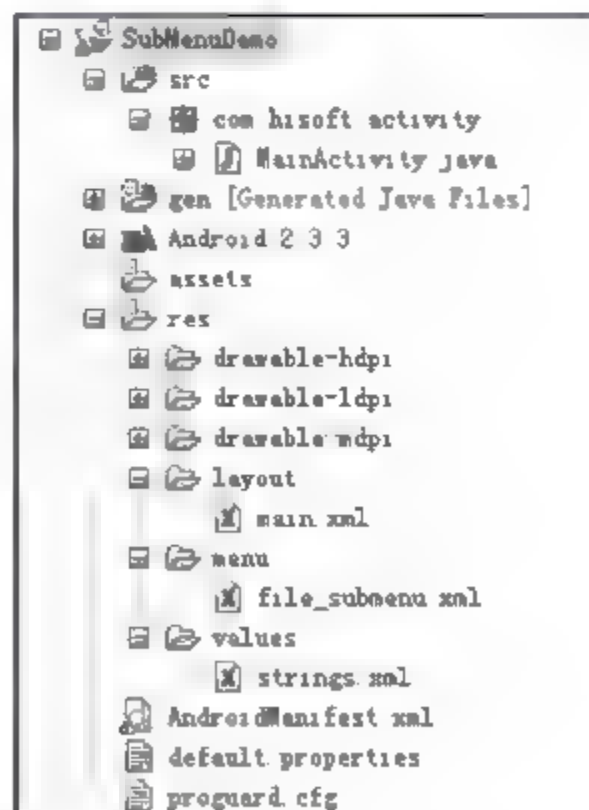 SubMenuDemo
src
com hisoft activity
MainActivity java
gen [Generated Java Files]
Android 2 3 3
assets
res
drawable-hdpi
drawable-ldpi
drawable mdpi
layout
main xml
menu
file_submenu xml
values
strings.xml
AndroidManifest xml
default.properties
proguard.cfg